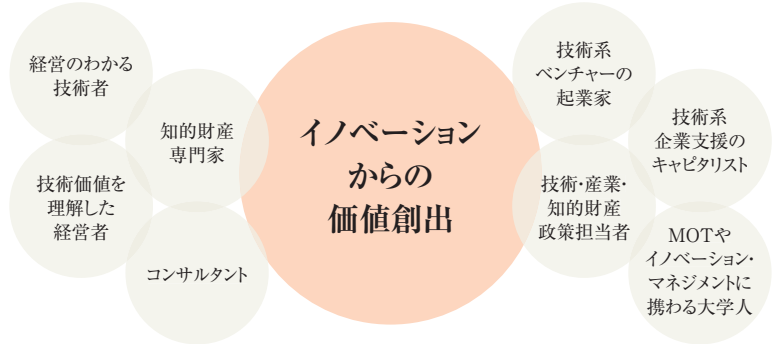 経営のわかる
技術者
知的財産
専門家
技術価値を
理解した
経営者
コンサルタント
イノベーション
からの
価値創出
技術系
ベンチャーの
起業家
技術系
企業支援の
キャピタリスト
技術・産業・
知的財産
政策担当者
MOTや
イノベーション・
マネジメントに
携わる大学人